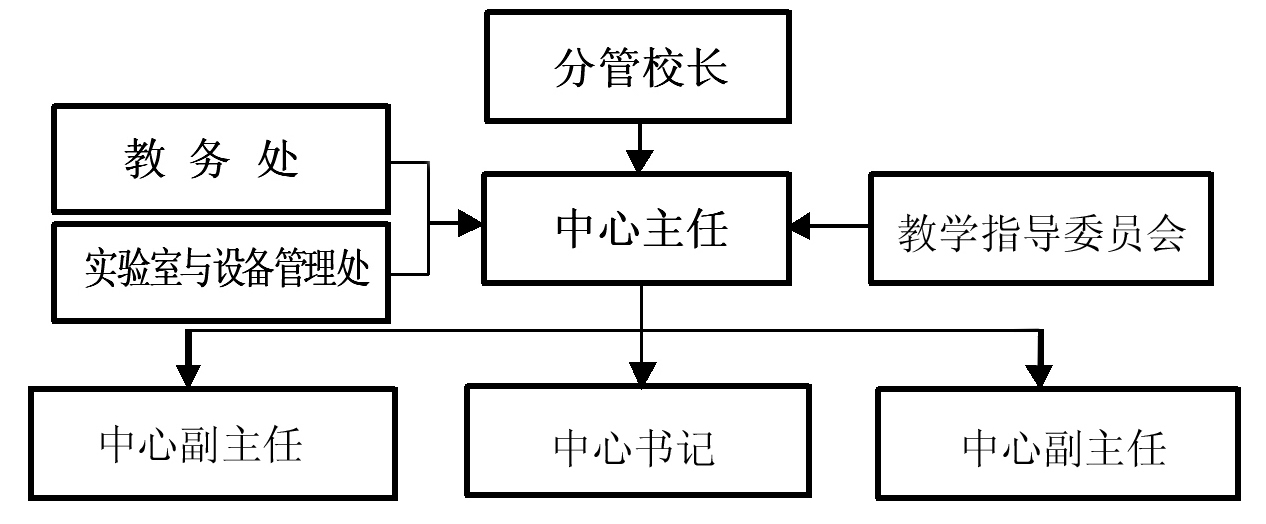 分管校长
教 务 处
中心主任
教学指导委员会
实验室与设备管理处
中心副主任
中心书记
中心副主任